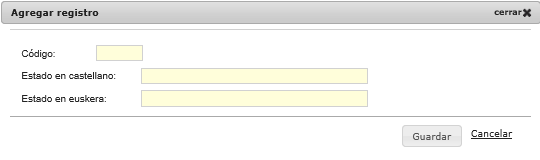 Agregar registro cerrar
Código:
Estado en castellano:
Estado en euskera:
Guardar Cancelar